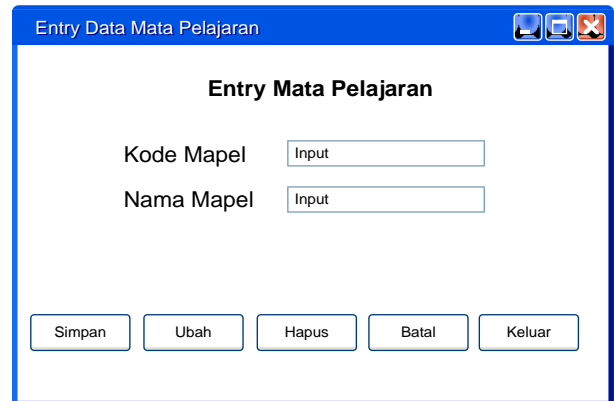 Entry Data Mata Pelajaran
Entry Mata Pelajaran
Kode Mapel Input
Nama Mapel Input
Simpan Ubah Hapus Batal Keluar